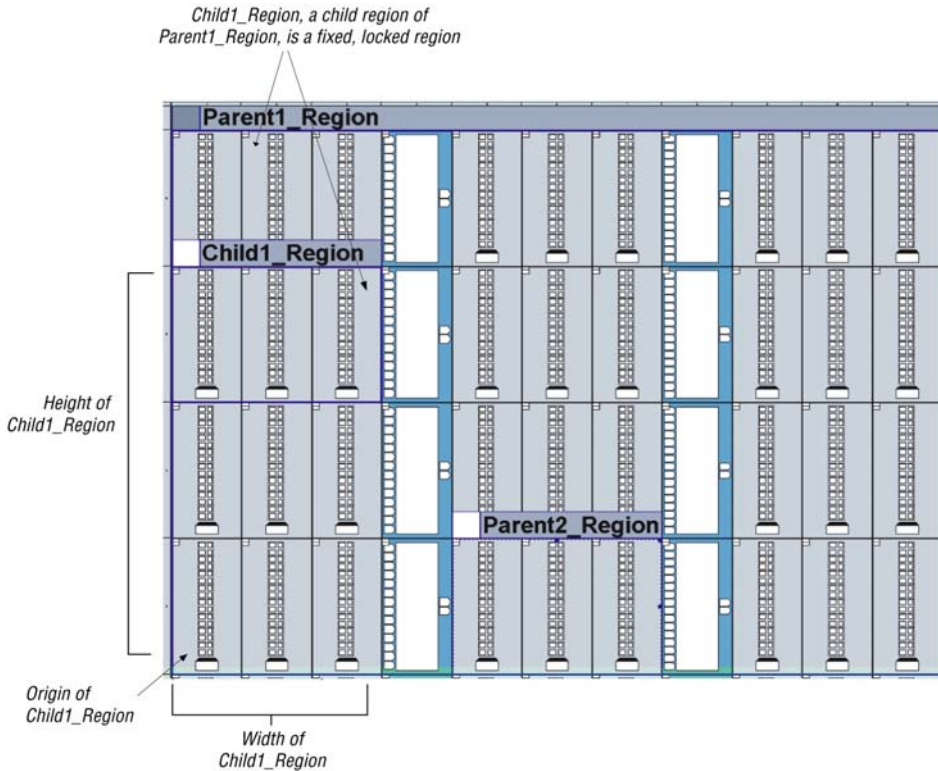 Child1_Region, a child region of
Parent1_Region, is a fixed, locked region
Parent1_Region
Child1_Region
Height of
Child1_Region
Parent2_Region
Origin of
Child1_Region
Width of
Child1_Region